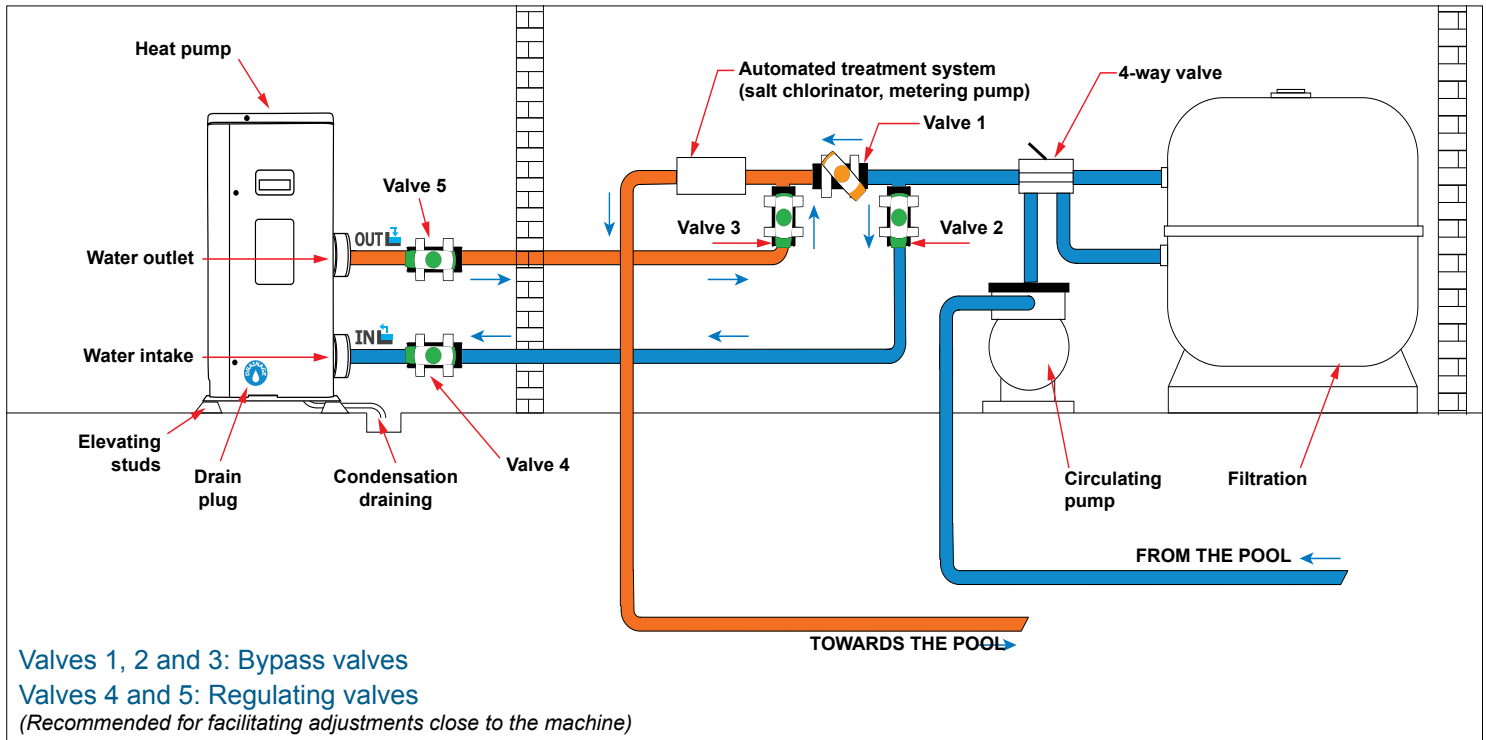 Heat pump
Automated treatment system
(salt chlorinator, metering pump)
4-way valve
Valve 1
Valve 5
Valve 3
Valve 2
OUT
Water outlet
IN
Water intake
DRAINAGE
Elevating
studs
Drain
plug
Condensation
draining
Valve 4
Circulating
pump
Filtration
FROM THE POOL
TOWARDS THE POOL
Valves 1, 2 and 3: Bypass valves
Valves 4 and 5: Regulating valves
(Recommended for facilitating adjustments close to the machine)